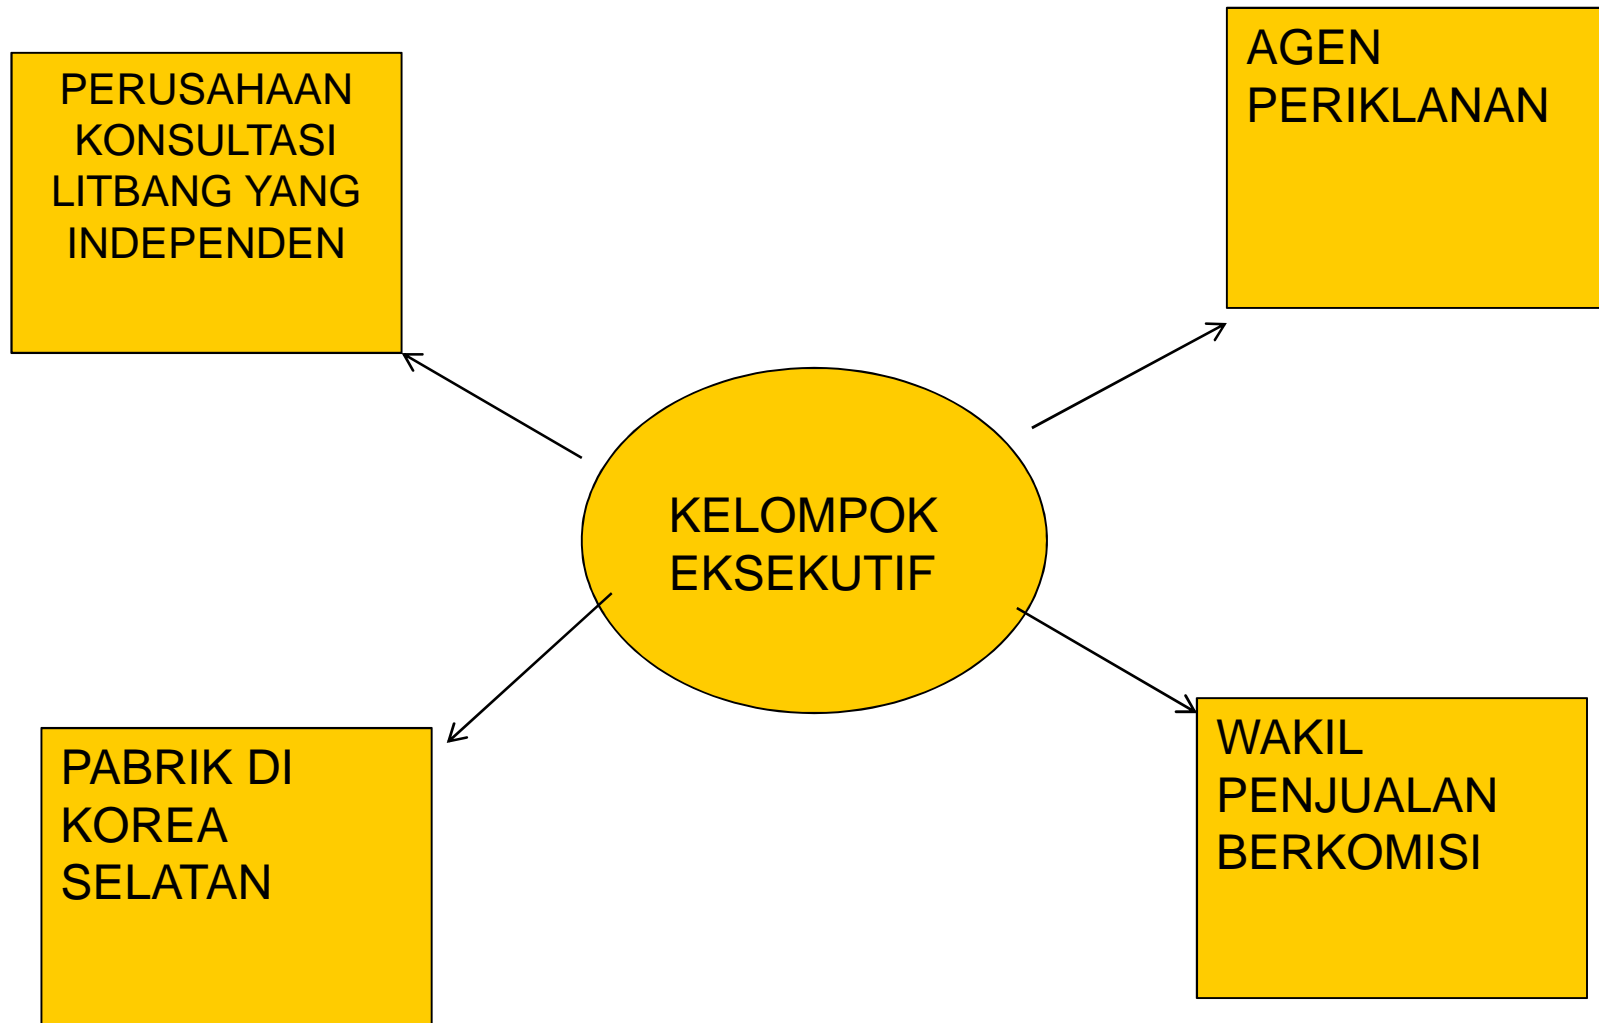 PERUSAHAAN
KONSULTASI
LITBANG YANG
INDEPENDEN
AGEN
PERIKLANAN
KELOMPOK
EKSEKUTIF
PABRIK DI
KOREA
SELATAN
WAKIL
PENJUALAN
BERKOMISI